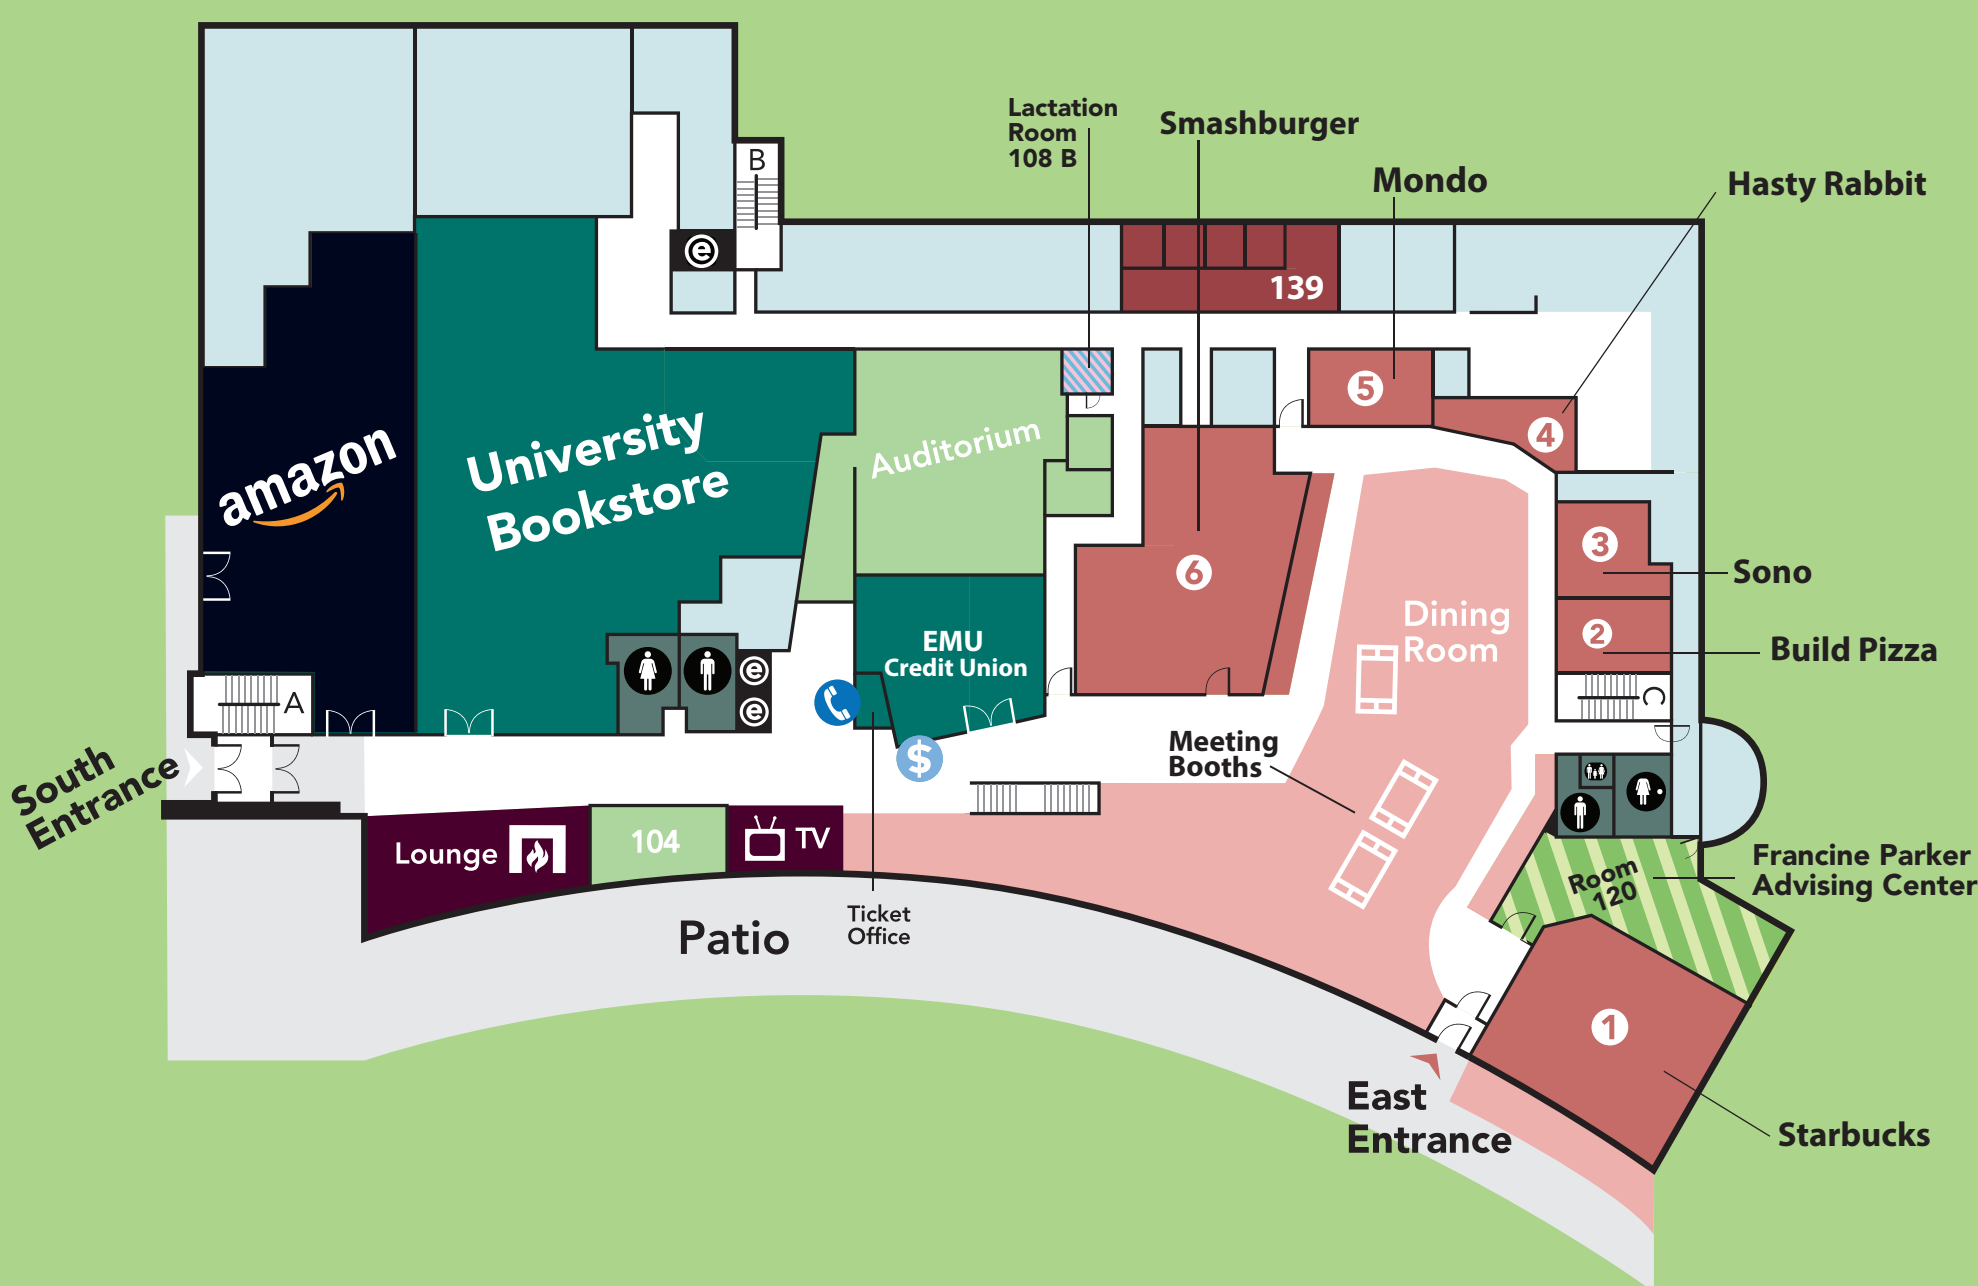 B
Lactation
Room
108 B
Smashburger
Mondo
Hasty Rabbit
e
139
5
4
amazon
University
Bookstore
Auditorium
3
Sono
6
Dining
Room
2
Build Pizza
EMU
Credit Union
e
e
A
C
$
Meeting
Booths
South
Entrance
Lounge
104
TV
Room
120
Francine Parker
Advising Center
Ticket
Office
Patio
1
East
Entrance
Starbucks